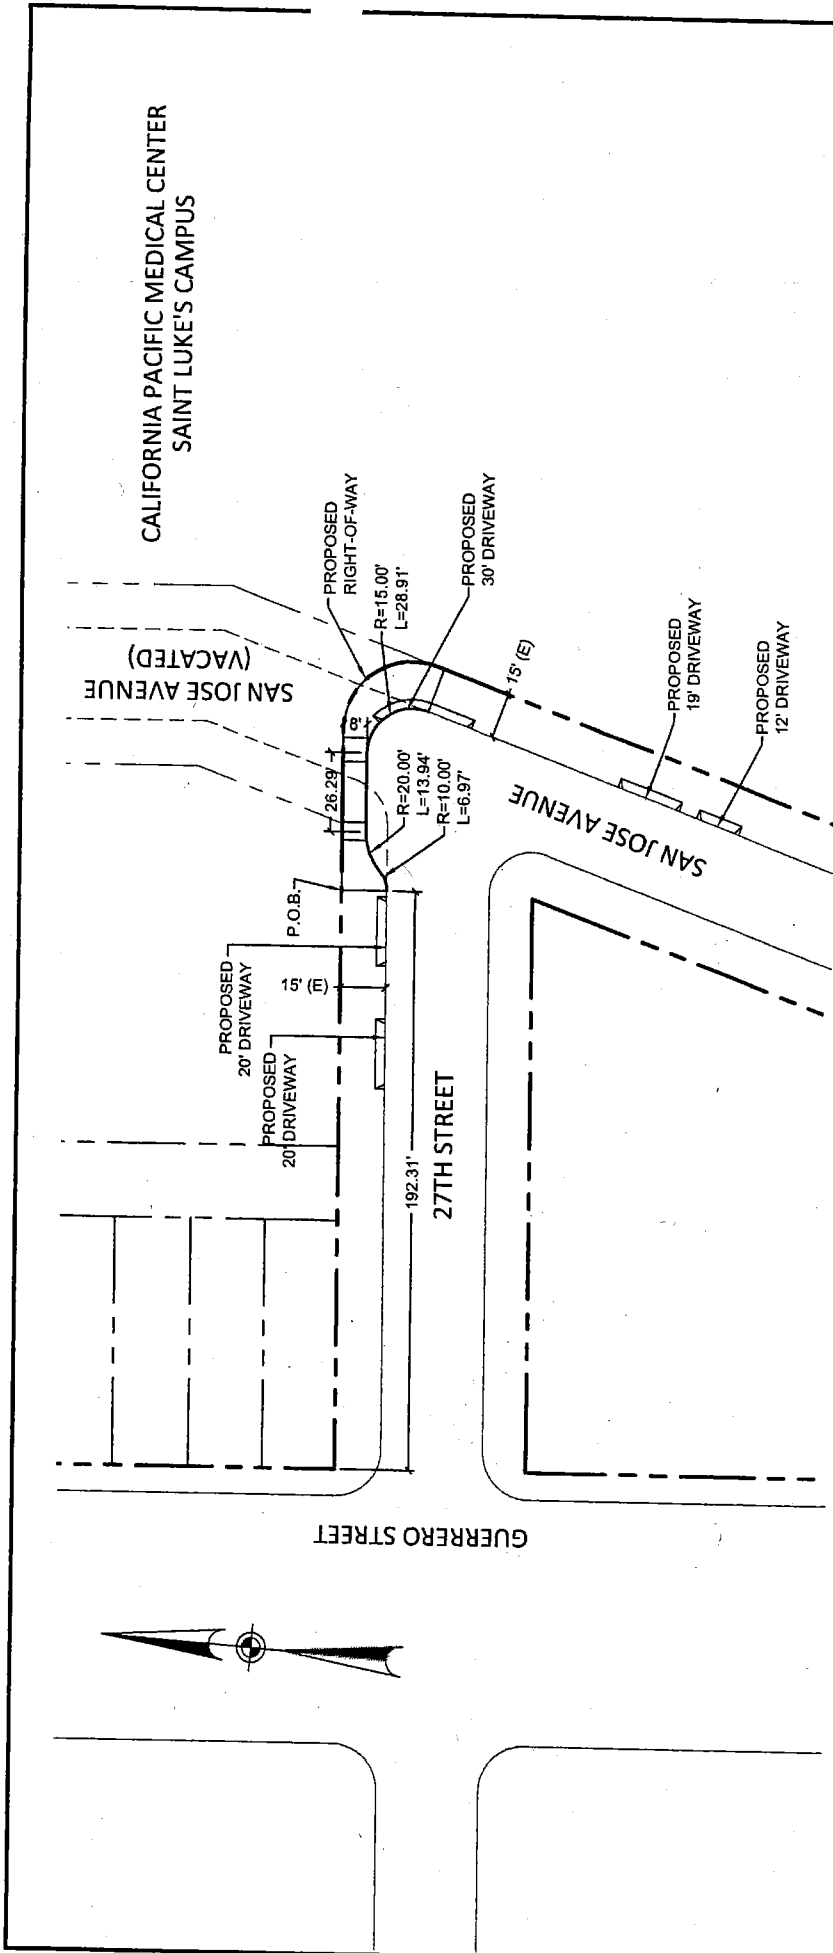 CALIFORNIA PACIFIC MEDICAL CENTER
SAINT LUKE'S CAMPUS
SAN JOSE AVENUE
(VACATED)
PROPOSED
RIGHT-OF-WAY
R=15.00'
L=28.91'
PROPOSED
30' DRIVEWAY
8'
26.29'
15' (E)
R=20.00'
L=13.94'
R=10.00'
L=6.97'
PROPOSED
19' DRIVEWAY
PROPOSED
12' DRIVEWAY
SAN JOSE AVENUE
P.O.B.
PROPOSED
20' DRIVEWAY
15' (E)
PROPOSED
20' DRIVEWAY
192.31'
27TH STREET
GUERRERO STREET